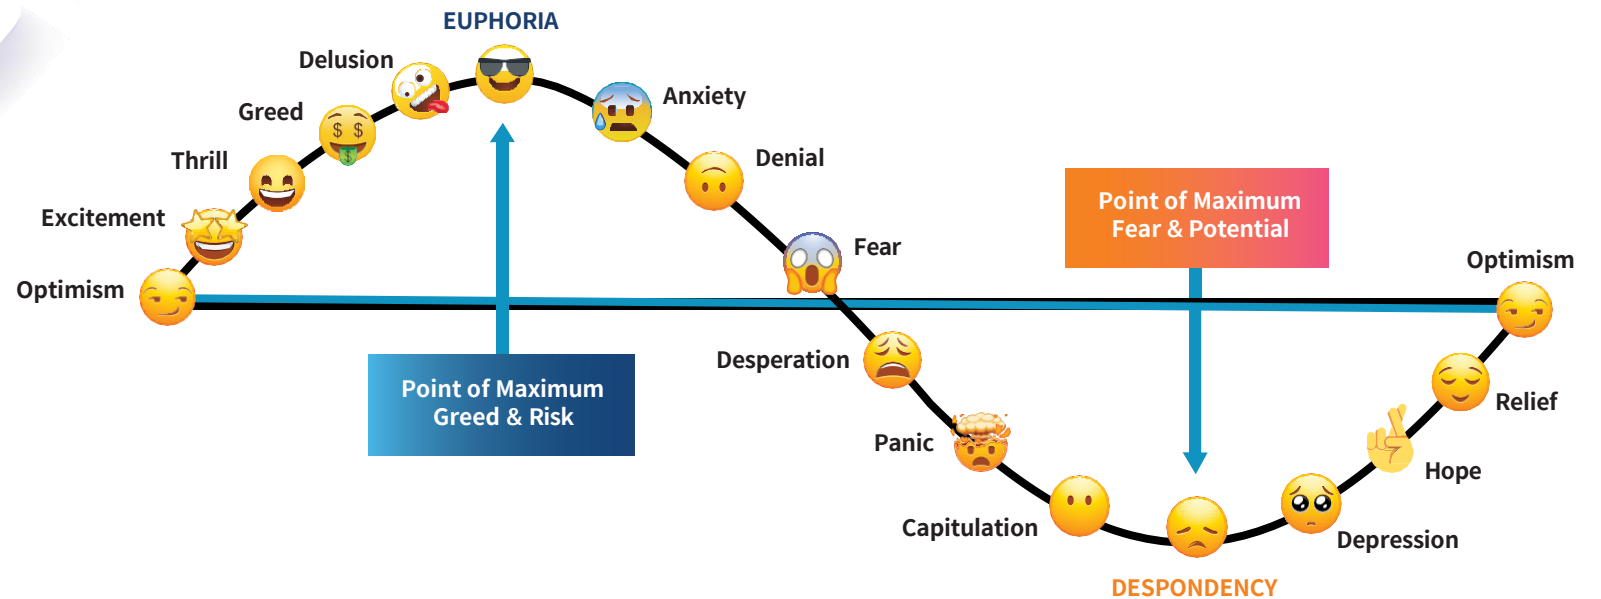 EUPHORIA
Delusion
Anxiety
Greed
Denial
Thrill
Point of Maximum
Fear & Potential
Excitement
Fear
Optimism
Optimism
Desperation
Point of Maximum
Greed & Risk
Relief
Panic
Hope
Capitulation
Depression
DESPONDENCY